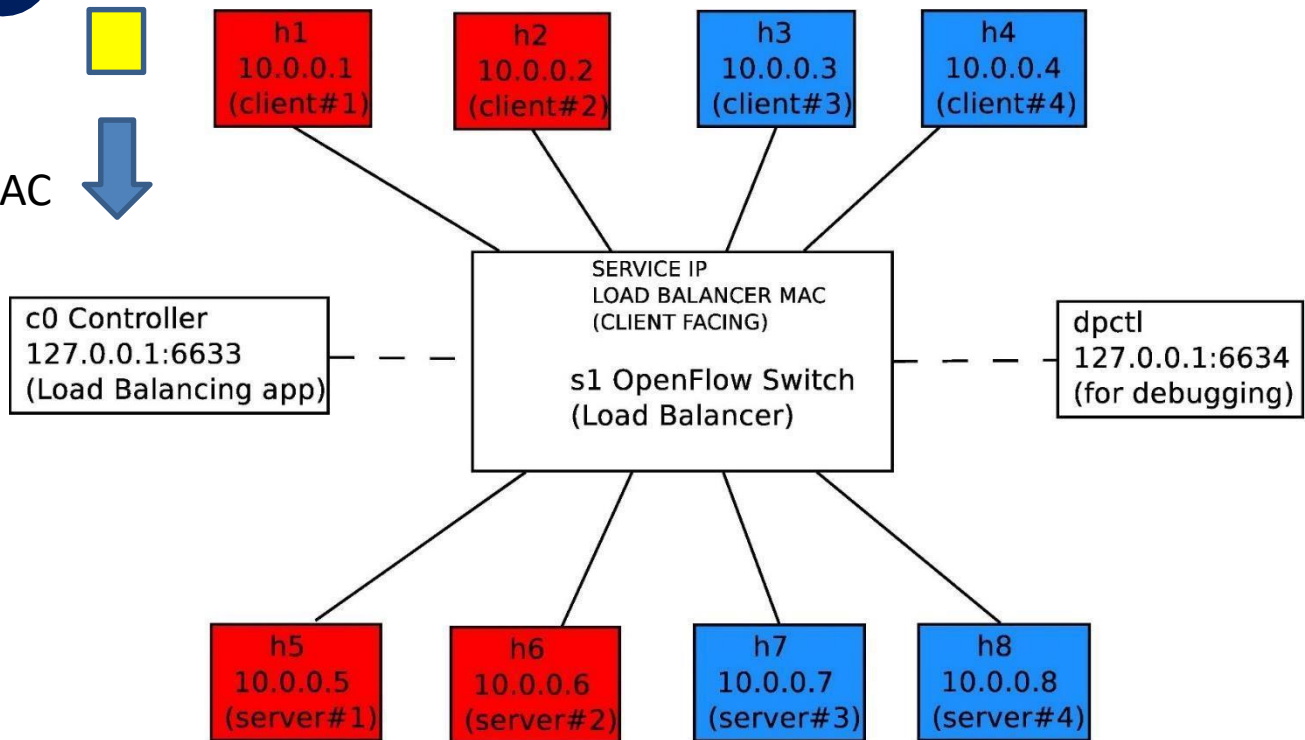 h1
10.0.0.1
(client#1)
h2
10.0.0.2
(client#2)
h3
10.0.0.3
(client#3)
h4
10.0.0.4
(client#4)
AC
SERVICE IP
LOAD BALANCER MAC
(CLIENT FACING)
s1 OpenFlow Switch
(Load Balancer)
c0 Controller
127.0.0.1:6633
(Load Balancing app)
dpctl
127.0.0.1:6634
(for debugging)
h5
10.0.0.5
(server#1)
h6
10.0.0.6
(server#2)
h7
10.0.0.7
(server#3)
h8
10.0.0.8
(server#4)